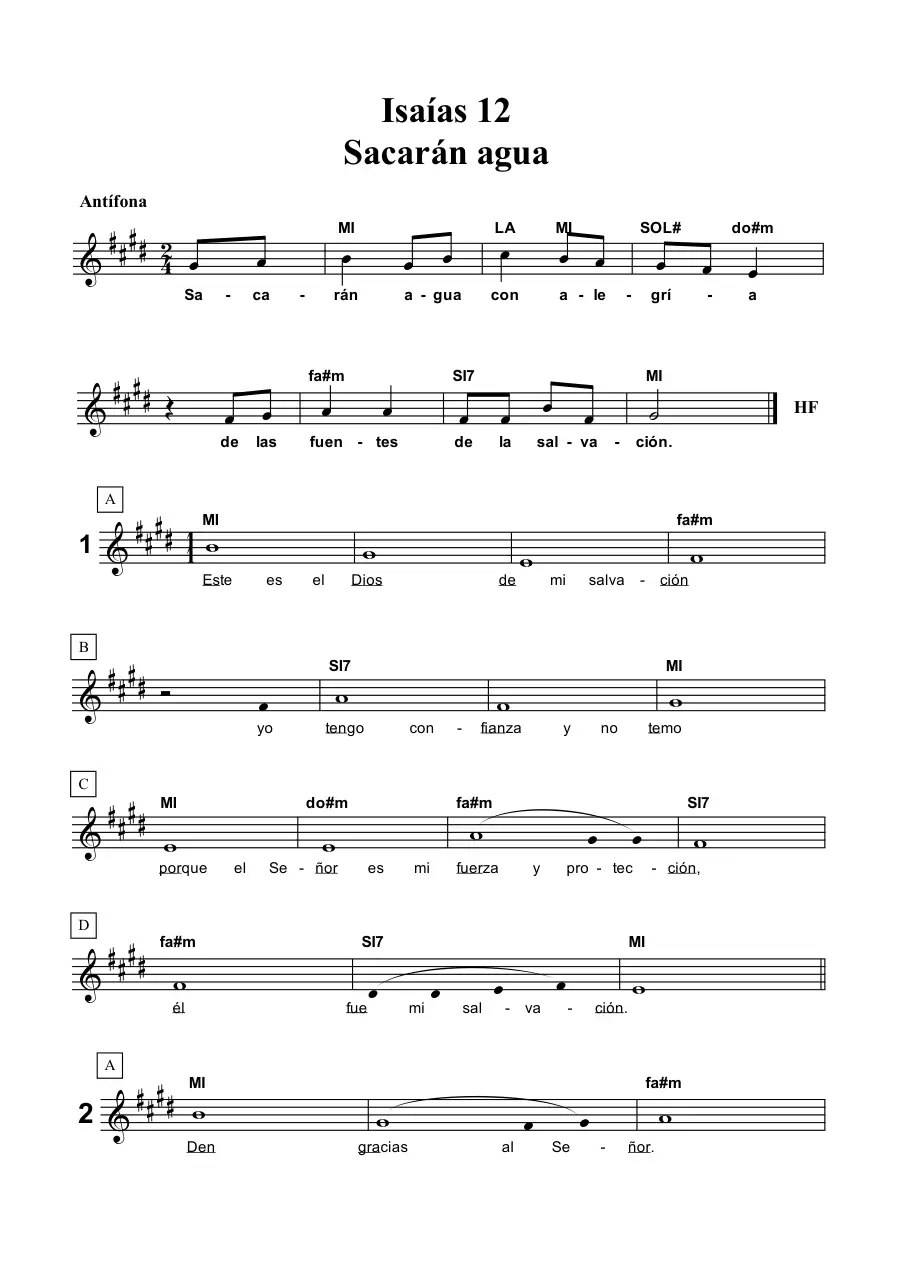 Isaías 12
Sacarán agua
Antífona
MI LA MI SOL# do#m
2
4
Sa - ca - rán a - gua con a - le - grí - a
fa#m SI7 MI
HF
de las fuen - tes de la sal - va - ción.
A
MI fa#m
1
Este es el Dios de mi salva - ción
B
SI7 MI
yo tengo con - fianza y no temo
C
MI do#m fa#m SI7
porque el Se - ñor es mi fuerza y pro - tec - ción,
D
fa#m SI7 MI
él fue mi sal - va - ción.
A
MI fa#m
2
Den gracias al Se - ñor.